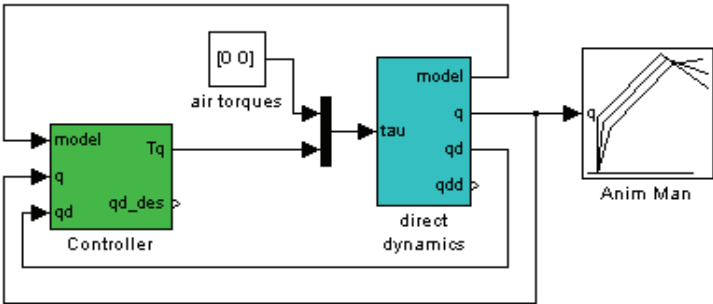 [0 0]
air torques
model
q
qd
Tq
qd_des
Controller
tau
model
q
qd
qdd
direct
dynamics
q
Anim Man